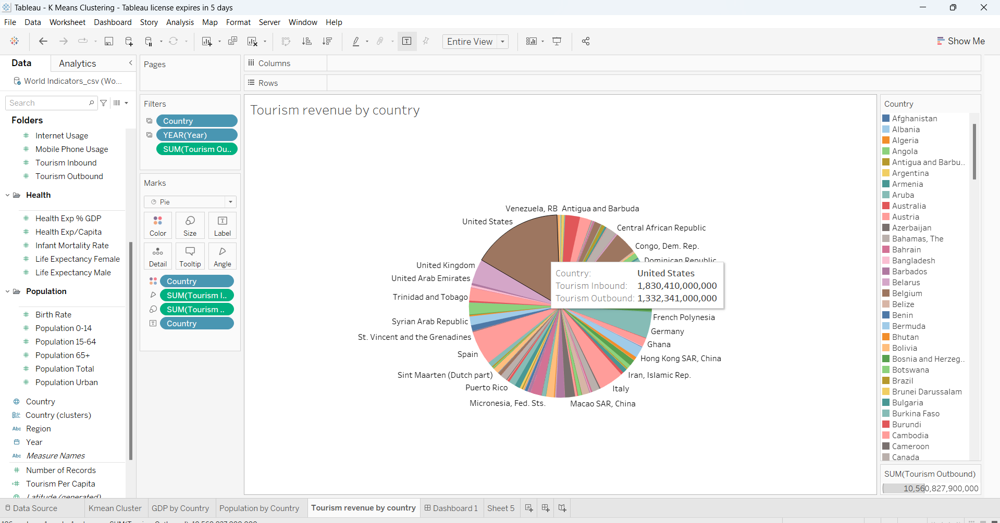 Tableau - K Means Clustering - Tableau license expires in 5 days
File Data Worksheet Dashboard Story Analysis Map Format Server Window Help
Entire View
Show Me
Data Analytics
World Indicators_csv (Wo...
Search
Folders
Internet Usage
Mobile Phone Usage
Tourism Inbound
Tourism Outbound
Health
Health Exp % GDP
Health Exp/Capita
Infant Mortality Rate
Life Expectancy Female
Life Expectancy Male
Population
Birth Rate
Population 0-14
Population 15-64
Population 65+
Population Total
Population Urban
Country
Country (clusters)
Abc Region
Year
Abc Measure Names
Number of Records
Tourism Per Capita
Latitude (generated)
Pages
Filters
Country
YEAR(Year)
SUM(Tourism Ou..
Marks
Pie
Color Size Label
Detail Tooltip Angle
Country
SUM(Tourism I..
SUM(Tourism ..
Country
Columns
Rows
Tourism revenue by country
Venezuela, RB
Antigua and Barbuda
United States
Central African Republic
Congo, Dem. Rep.
Dominican Republic
United Kingdom
United Arab Emirates
Trinidad and Tobago
Syrian Arab Republic
St. Vincent and the Grenadines
Spain
Sint Maarten (Dutch part)
Puerto Rico
Micronesia, Fed. Sts.
Country: United States
Tourism Inbound: 1,830,410,000,000
Tourism Outbound: 1,332,341,000,000
French Polynesia
Germany
Ghana
Hong Kong SAR, China
Iran, Islamic Rep.
Italy
Macao SAR, China
Country
Afghanistan
Albania
Algeria
Angola
Antigua and Barbu..
Argentina
Armenia
Aruba
Australia
Austria
Azerbaijan
Bahamas, The
Bahrain
Bangladesh
Barbados
Belarus
Belgium
Belize
Benin
Bermuda
Bhutan
Bolivia
Bosnia and Herzeg..
Botswana
Brazil
Brunei Darussalam
Bulgaria
Burkina Faso
Burundi
Cambodia
Cameroon
Canada
SUM(Tourism Outbound)
10,560,827,900,000
Data Source Kmean Cluster GDP by Country Population by Country Tourism revenue by country Dashboard 1 Sheet 5